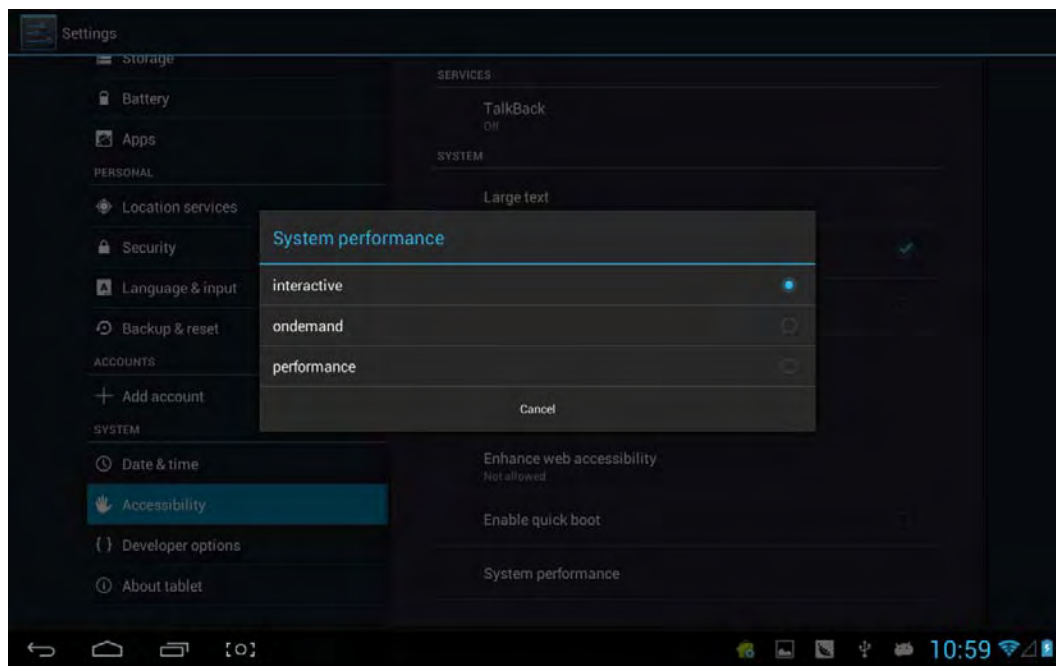 Settings
Storage
Battery
Apps
PERSONAL
Location services
Security
Language & input
Backup & reset
ACCOUNTS
Add account
SYSTEM
Date & time
Accessibility
{ } Developer options
About tablet
SERVICES
TalkBack
Off
SYSTEM
Large text
System performance
interactive
ondemand
performance
Cancel
Enhance web accessibility
Not allowed
Enable quick boot
System performance
10:59